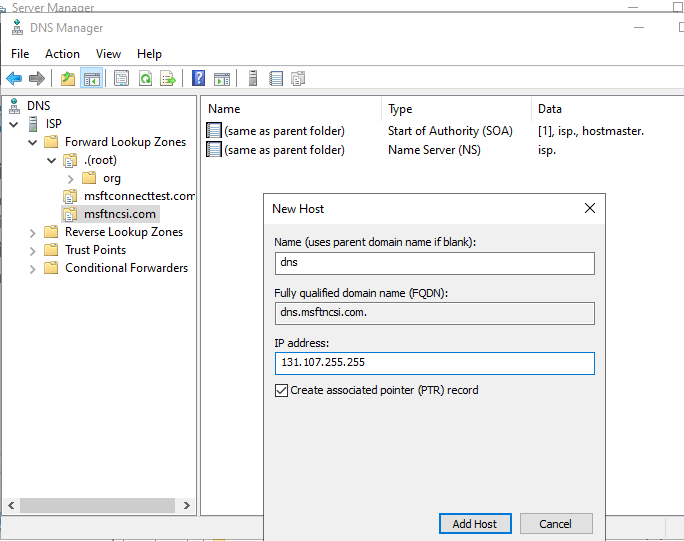 Server Manager
DNS Manager
File Action View Help
DNS
ISP
Forward Lookup Zones
.(root)
org
msftconnecttest.com
msftncsi.com
Reverse Lookup Zones
Trust Points
Conditional Forwarders
Name Type Data
(same as parent folder) Start of Authority (SOA) [1], isp., hostmaster.
(same as parent folder) Name Server (NS) isp.
New Host
Name (uses parent domain name if blank):
dns
Fully qualified domain name (FQDN):
dns.msftncsi.com.
IP address:
131.107.255.255
Create associated pointer (PTR) record
Add Host Cancel